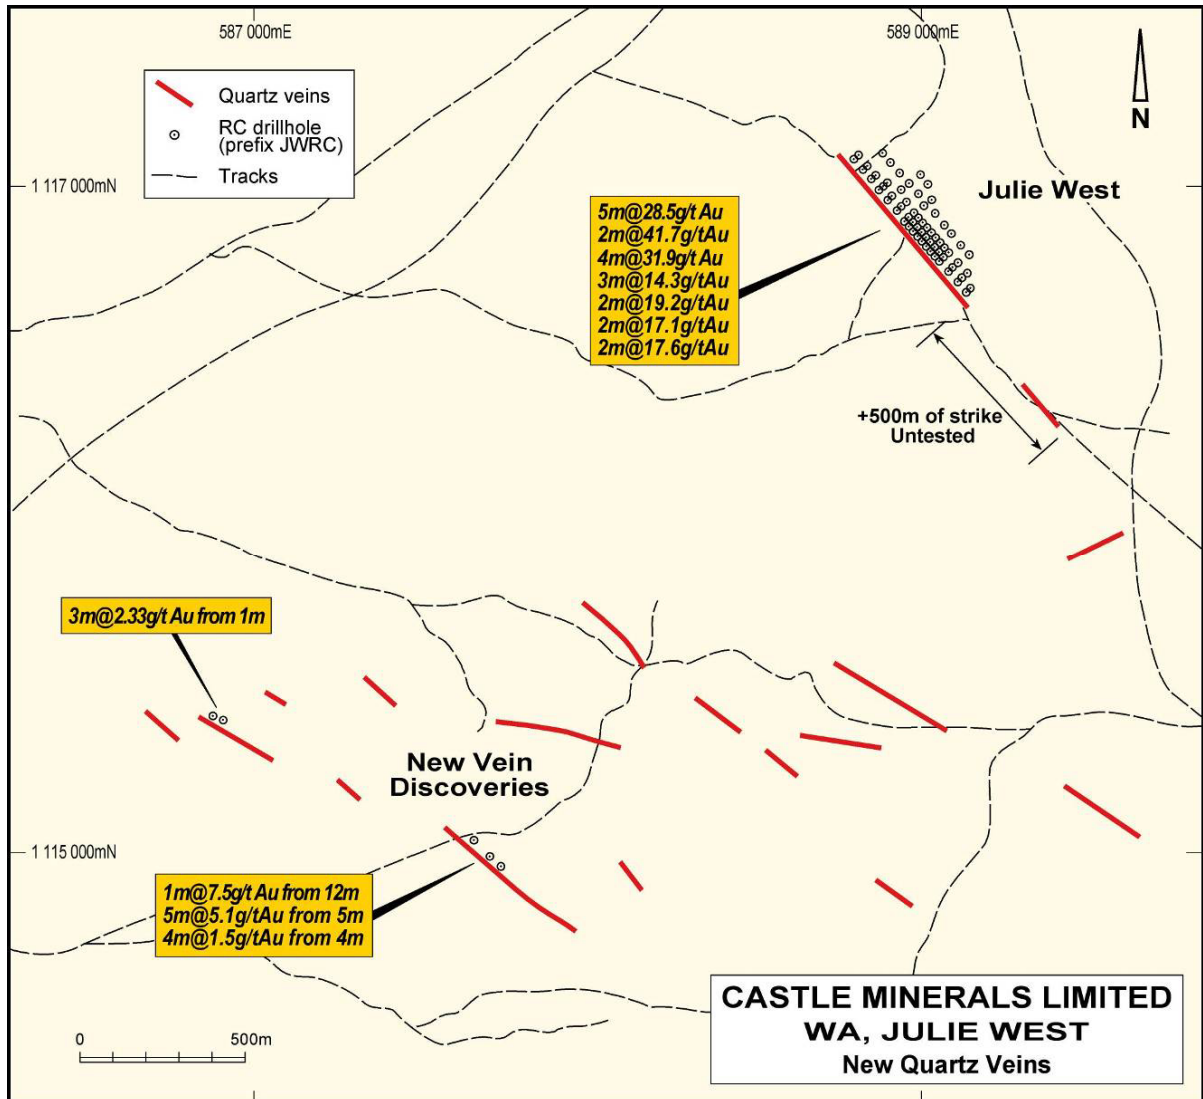 587 000mE
589 000mE
Quartz veins
RC drillhole
(prefix JWRC)
Tracks
N
1 117 000mN
Julie West
5m@28.5g/t Au
2m@41.7g/tAu
4m@31.9g/t Au
3m@14.3g/tAu
2m@19.2g/tAu
2m@17.1g/tAu
2m@17.6g/tAu
+500m of strike
Untested
3m@2.33g/t Au from 1m
New Vein
Discoveries
1 115 000mN
1m@7.5g/t Au from 12m
5m@5.1g/tAu from 5m
4m@1.5g/tAu from 4m
0
500m
CASTLE MINERALS LIMITED
WA, JULIE WEST
New Quartz Veins